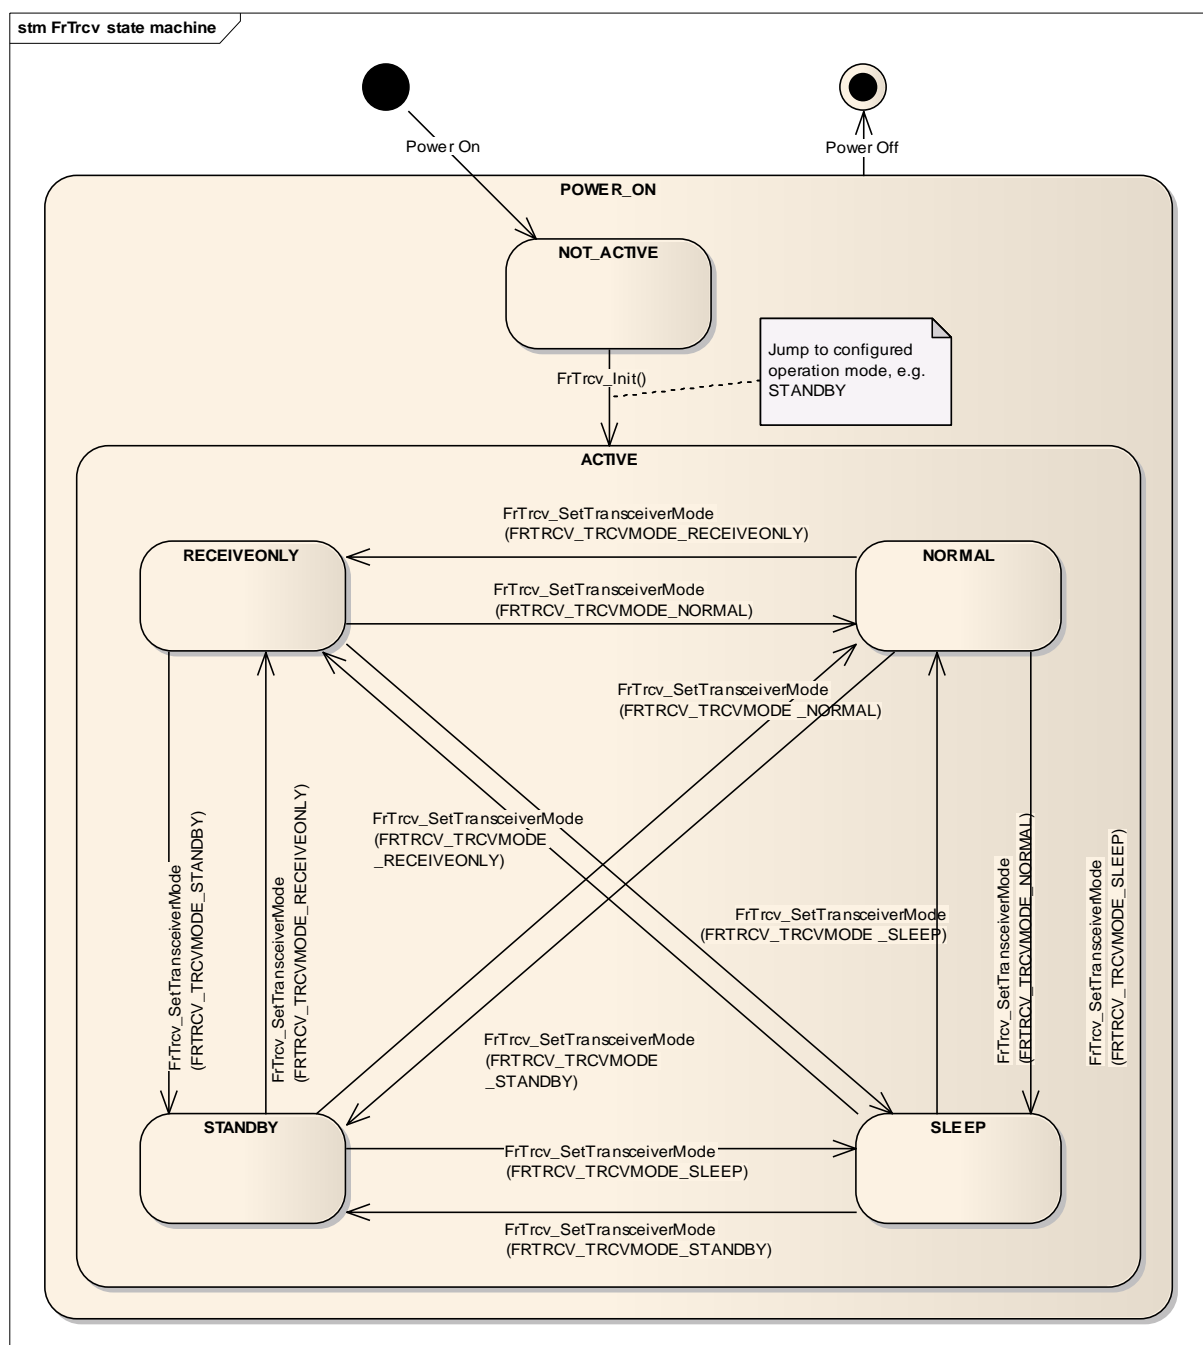 stm FrTrcv state machine
Power On
Power Off
POWER_ON
NOT_ACTIVE
Jump to configured
operation mode, e.g.
STANDBY
FrTrcv_Init()
ACTIVE
FrTrcv_SetTransceiverMode
(FRTRCV_TRCVMODE_RECEIVEONLY)
RECEIVEONLY
NORMAL
FrTrcv_SetTransceiverMode
(FRTRCV_TRCVMODE_NORMAL)
FrTrcv_SetTransceiverMode
(FRTRCV_TRCVMODE _NORMAL)
FrTrcv_SetTransceiverMode
(FRTRCV_TRCVMODE_STANDBY)
FrTrcv_SetTransceiverMode
(FRTRCV_TRCVMODE_RECEIVEONLY)
FrTrcv_SetTransceiverMode
(FRTRCV_TRCVMODE
_RECEIVEONLY)
FrTrcv_SetTransceiverMode
(FRTRCV_TRCVMODE _SLEEP)
FrTrcv_SetTransceiverMode
(FRTRCV_TRCVMODE_NORMAL)
FrTrcv_SetTransceiverMode
(FRTRCV_TRCVMODE_SLEEP)
FrTrcv_SetTransceiverMode
(FRTRCV_TRCVMODE
_STANDBY)
STANDBY
SLEEP
FrTrcv_SetTransceiverMode
(FRTRCV_TRCVMODE_SLEEP)
FrTrcv_SetTransceiverMode
(FRTRCV_TRCVMODE_STANDBY)